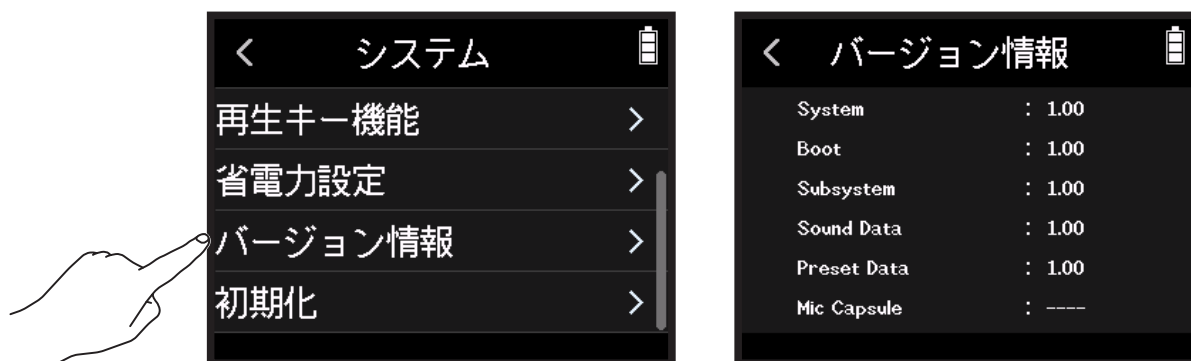 システム
再生キー機能
省電力設定
バージョン情報
初期化
バージョン情報
System : 1.00
Boot : 1.00
Subsystem : 1.00
Sound Data : 1.00
Preset Data : 1.00
Mic Capsule : ----